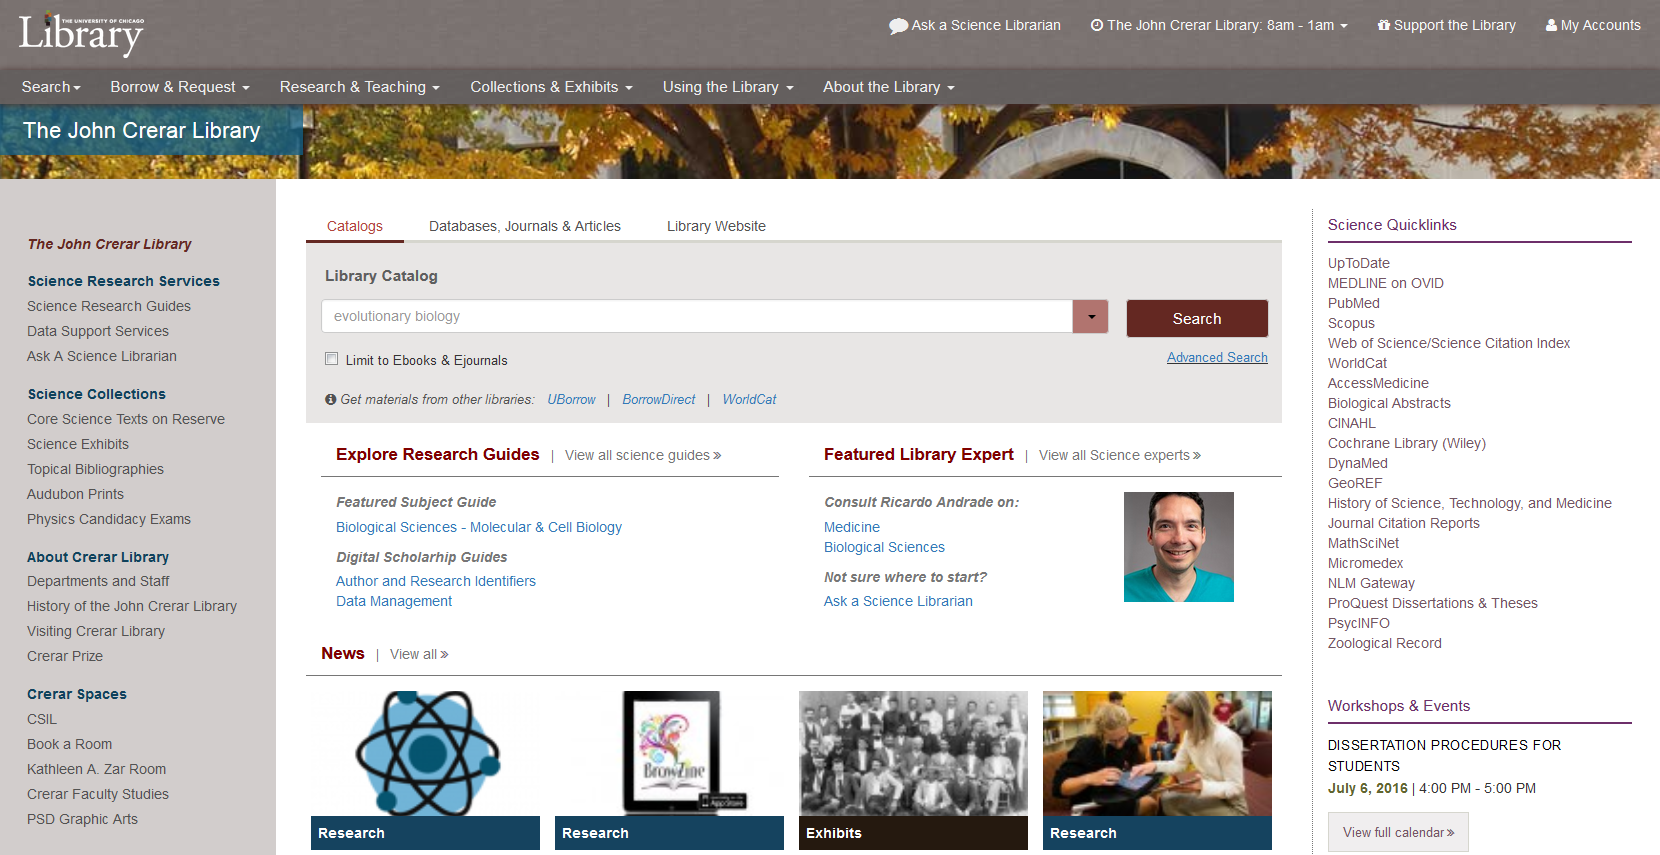 THE UNIVERSITY OF CHICAGO
Library
Ask a Science Librarian
The John Crerar Library: 8am - 1am
Support the Library
My Accounts
Search
Borrow & Request
Research & Teaching
Collections & Exhibits
Using the Library
About the Library
The John Crerar Library
The John Crerar Library
Science Research Services
Science Research Guides
Data Support Services
Ask A Science Librarian
Science Collections
Core Science Texts on Reserve
Science Exhibits
Topical Bibliographies
Audubon Prints
Physics Candidacy Exams
About Crerar Library
Departments and Staff
History of the John Crerar Library
Visiting Crerar Library
Crerar Prize
Crerar Spaces
CSIL
Book a Room
Kathleen A. Zar Room
Crerar Faculty Studies
PSD Graphic Arts
Catalogs
Databases, Journals & Articles
Library Website
Library Catalog
evolutionary biology
Search
Limit to Ebooks & Ejournals
Advanced Search
Get materials from other libraries: UBorrow | BorrowDirect | WorldCat
Explore Research Guides | View all science guides »
Featured Subject Guide
Biological Sciences - Molecular & Cell Biology
Digital Scholarhip Guides
Author and Research Identifiers
Data Management
Featured Library Expert | View all Science experts »
Consult Ricardo Andrade on:
Medicine
Biological Sciences
Not sure where to start?
Ask a Science Librarian
News | View all »
BrowZine
AppStore
Research
Research
Exhibits
Research
Science Quicklinks
UpToDate
MEDLINE on OVID
PubMed
Scopus
Web of Science/Science Citation Index
WorldCat
AccessMedicine
Biological Abstracts
CINAHL
Cochrane Library (Wiley)
DynaMed
GeoREF
History of Science, Technology, and Medicine
Journal Citation Reports
MathSciNet
Micromedex
NLM Gateway
ProQuest Dissertations & Theses
PsycINFO
Zoological Record
Workshops & Events
DISSERTATION PROCEDURES FOR
STUDENTS
July 6, 2016 | 4:00 PM - 5:00 PM
View full calendar »